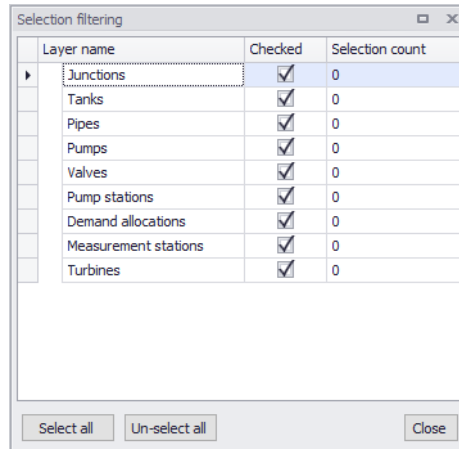 Selection filtering
Layer name Checked Selection count
Junctions 0
Tanks 0
Pipes 0
Pumps 0
Valves 0
Pump stations 0
Demand allocations 0
Measurement stations 0
Turbines 0
Select all Un-select all Close